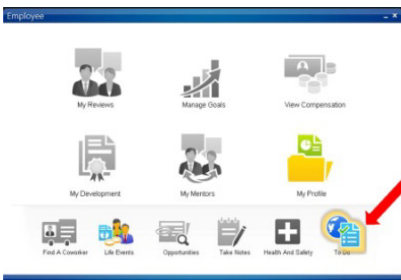 Employee
My Reviews
Manage Goals
View Compensation
My Development
My Mentors
My Profile
Find A Coworker
Life Events
Opportunities
Take Notes
Health And Safety
To Do